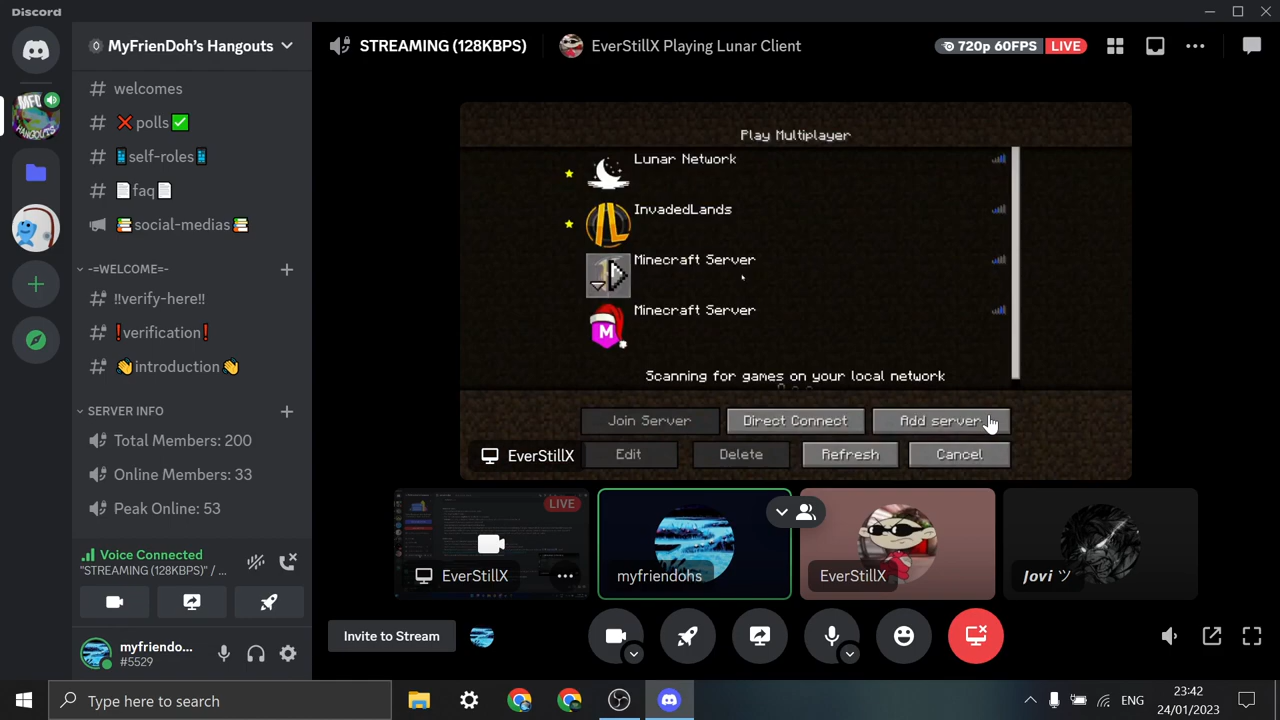 Discord
MyFrienDoh's Hangouts
welcomes
❌polls✅
📱self-roles📱
📄faq📄
📚social-medias📚
-=WELCOME=-
‼verify-here‼
❗verification❗
👋introduction👋
SERVER INFO
Total Members: 200
Online Members: 33
Peak Online: 53
Voice Connected
"STREAMING (128KBPS)" / ...
myfriendo...
#5529
STREAMING (128KBPS)
EverStillX Playing Lunar Client
720p 60FPS LIVE
Play Multiplayer
Lunar Network
InvadedLands
Minecraft Server
Minecraft Server
M
Scanning for games on your local network
Join Server Direct Connect Add server
EverStillX Edit Delete Refresh Cancel
LIVE
EverStillX
myfriendohs
EverStillX
Jovi ツ
Invite to Stream
Type here to search
ENG
23:42
24/01/2023